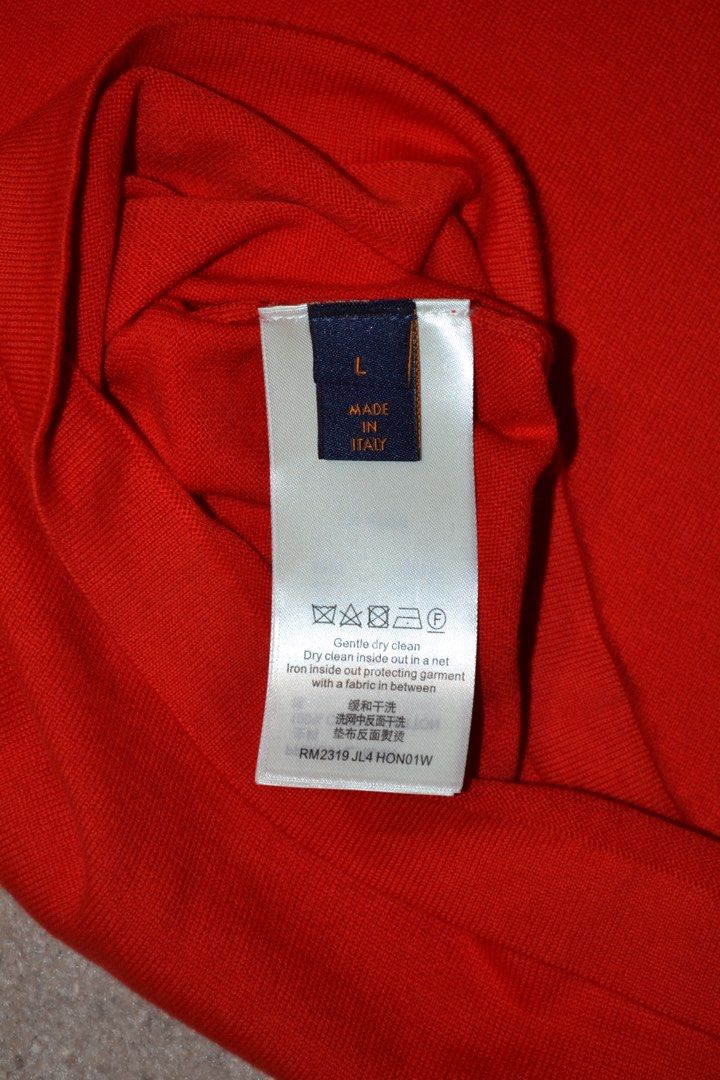 L
MADE
IN
ITALY
F
Gentle dry clean
Dry clean inside out in a net
Iron inside out protecting garment
with a fabric in between
缓和干洗
洗网中反面干洗
垫布反面熨烫
RM2319 JL4 HON01W